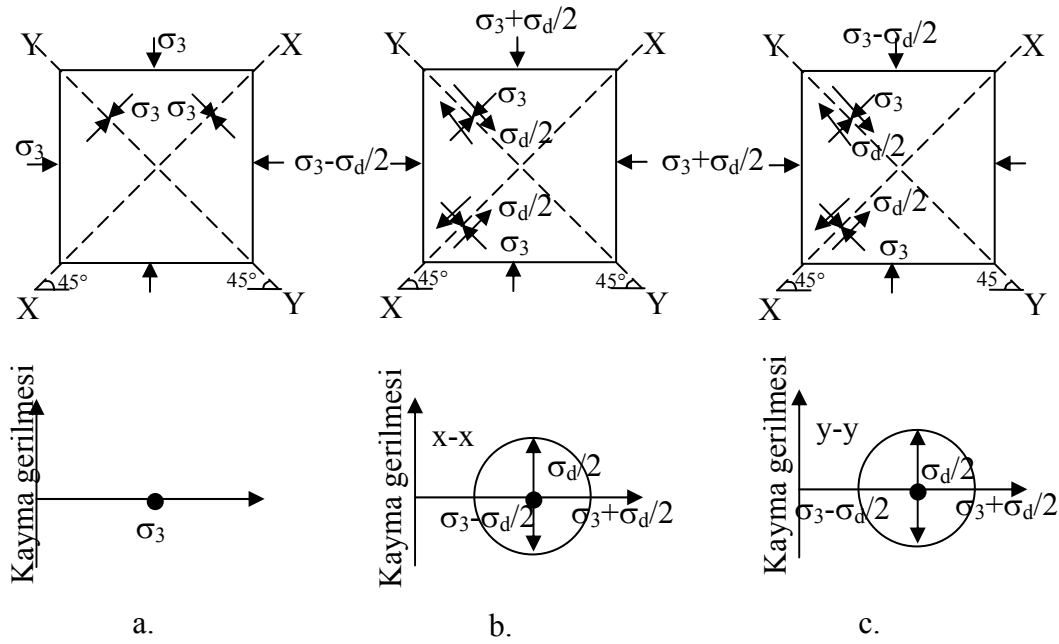 σ₃
Y
X
σ₃
σ₃
σ₃
45°
45°
X
Y
σ₃+σd/2
σ₃
σd/2
σ₃-σd/2
σd/2
σ₃
σ₃-σd/2
Y
X
σ₃
σd/2
σ₃+σd/2
σd/2
σ₃
45°
45
X
Y
Kayma gerilmesi
σ₃
a.
Kayma gerilmesi
x-x
σd/2
σ₃-σd/2
σ₃+σd/2
b.
Kayma gerilmesi
y-y
σd/2
σ₃-σd/2
σ₃+σd/2
c.